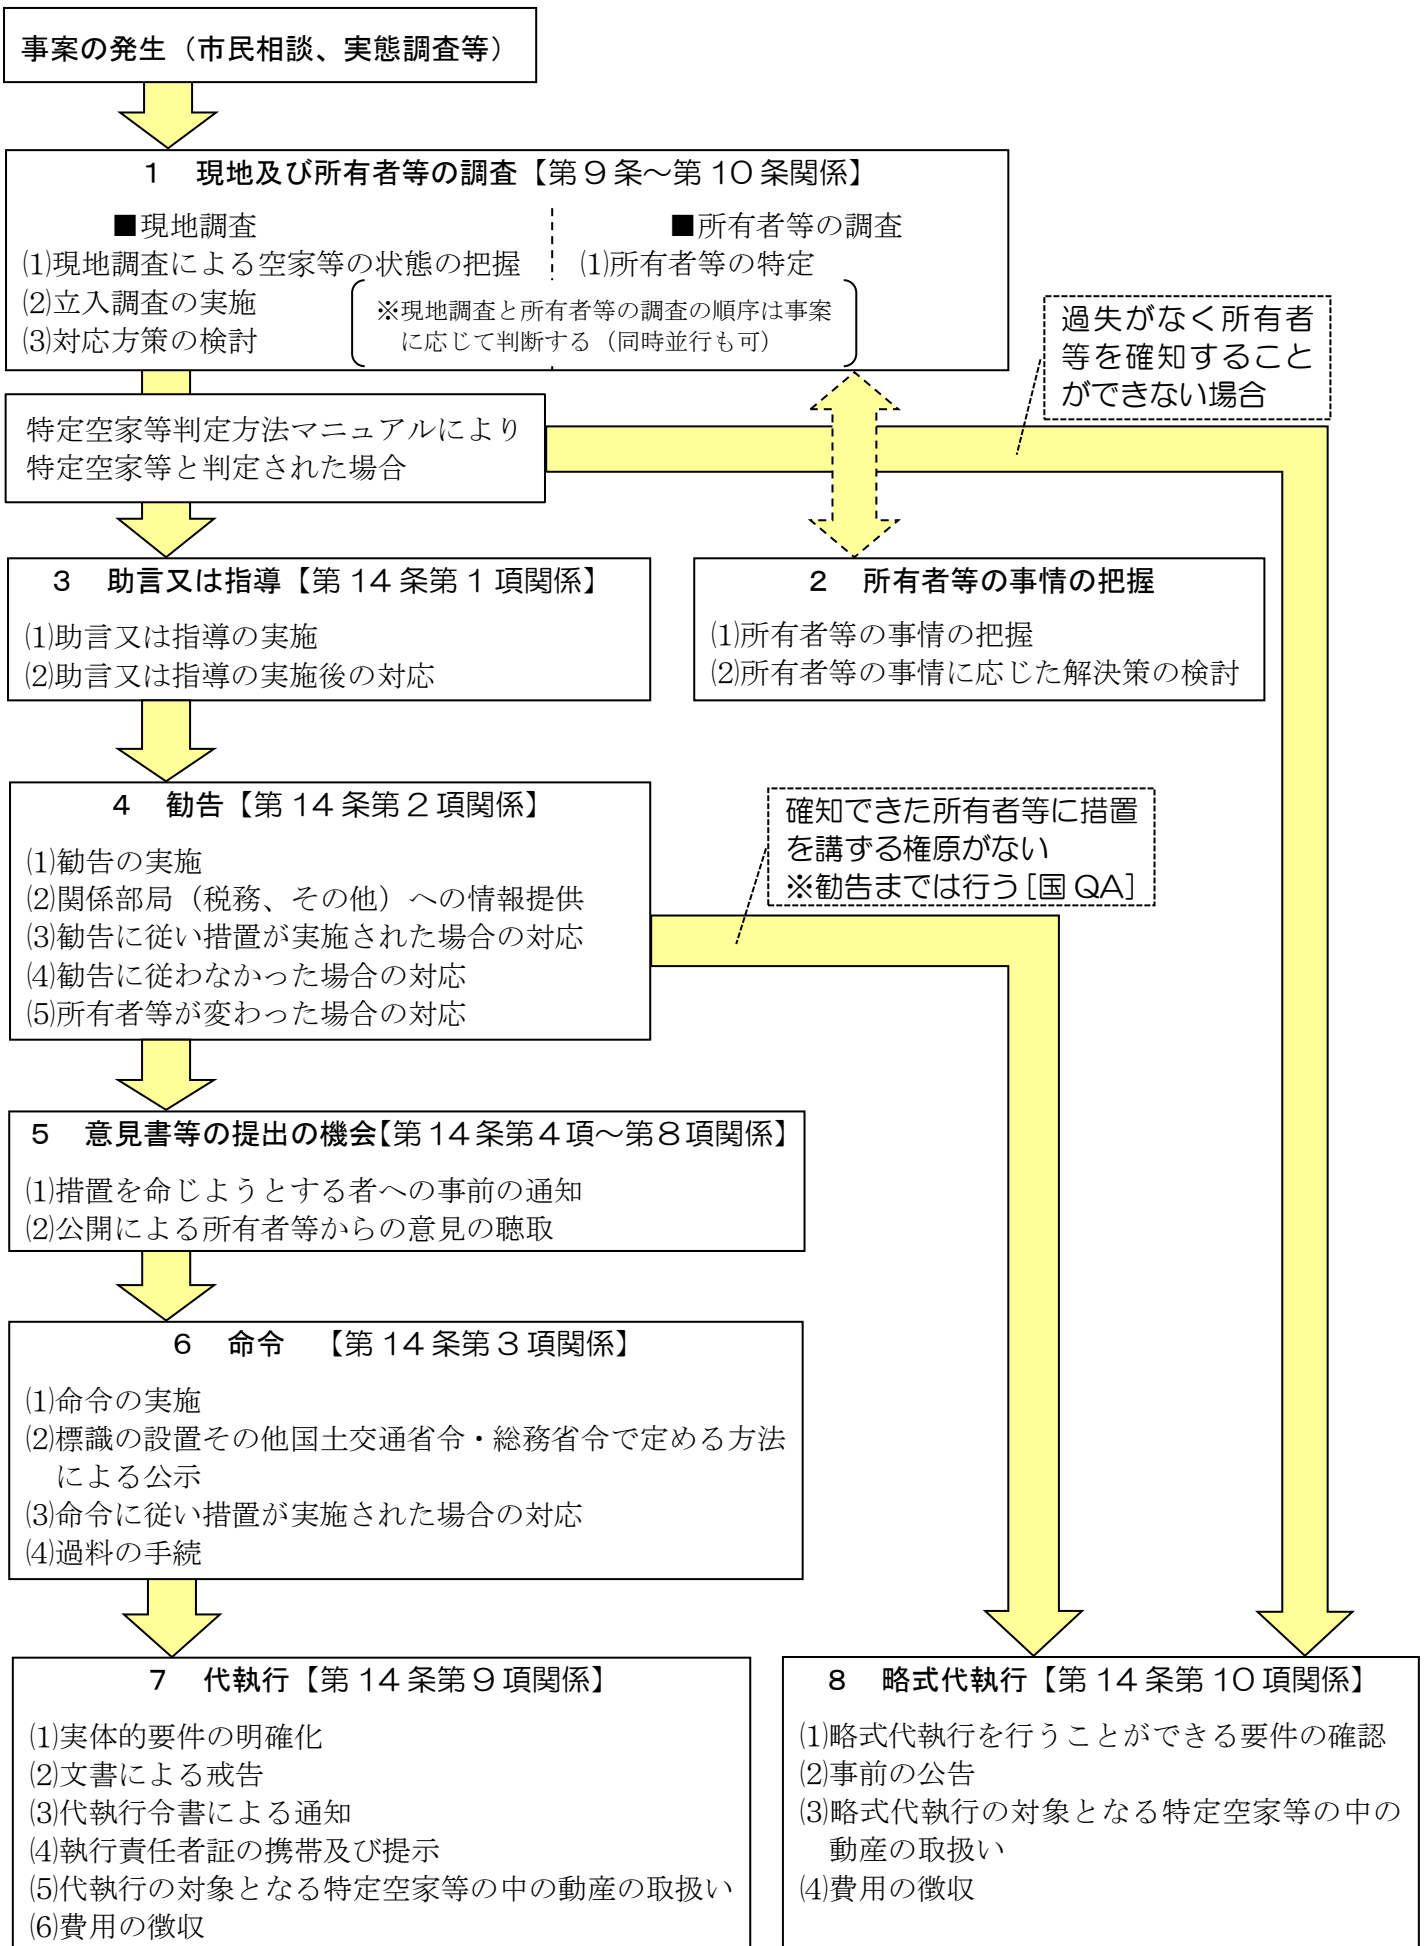 事案の発生（市民相談、実態調査等）
１　現地及び所有者等の調査【第９条～第10条関係】
■現地調査
⑴現地調査による空家等の状態の把握
⑵立入調査の実施
⑶対応方策の検討
■所有者等の調査
⑴所有者等の特定
※現地調査と所有者等の調査の順序は事案
に応じて判断する（同時並行も可）
過失がなく所有者
等を確知すること
ができない場合
特定空家等判定方法マニュアルにより
特定空家等と判定された場合
３　助言又は指導【第14条第１項関係】
⑴助言又は指導の実施
⑵助言又は指導の実施後の対応
２　所有者等の事情の把握
⑴所有者等の事情の把握
⑵所有者等の事情に応じた解決策の検討
４　勧告【第14条第２項関係】
⑴勧告の実施
⑵関係部局（税務、その他）への情報提供
⑶勧告に従い措置が実施された場合の対応
⑷勧告に従わなかった場合の対応
⑸所有者等が変わった場合の対応
確知できた所有者等に措置
を講ずる権原がない
※勧告までは行う［国QA］
５　意見書等の提出の機会【第14条第４項～第８項関係】
⑴措置を命じようとする者への事前の通知
⑵公開による所有者等からの意見の聴取
６　命令　【第14条第３項関係】
⑴命令の実施
⑵標識の設置その他国土交通省令・総務省令で定める方法
による公示
⑶命令に従い措置が実施された場合の対応
⑷過料の手続
７　代執行【第14条第９項関係】
⑴実体的要件の明確化
⑵文書による戒告
⑶代執行令書による通知
⑷執行責任者証の携帯及び提示
⑸代執行の対象となる特定空家等の中の動産の取扱い
⑹費用の徴収
８　略式代執行【第14条第10項関係】
⑴略式代執行を行うことができる要件の確認
⑵事前の公告
⑶略式代執行の対象となる特定空家等の中の
動産の取扱い
⑷費用の徴収